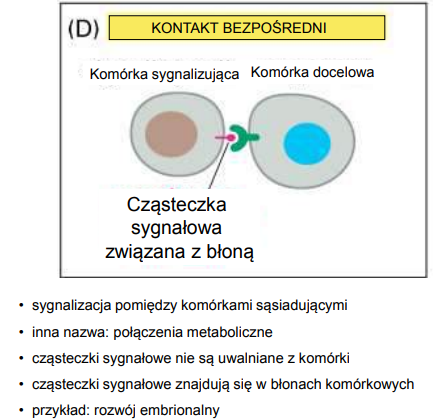 (D) KONTAKT BEZPOŚREDNI
Komórka sygnalizująca Komórka docelowa
Cząsteczka
sygnałowa
związana z błoną
• sygnalizacja pomiędzy komórkami sąsiadującymi
• inna nazwa: połączenia metaboliczne
• cząsteczki sygnałowe nie są uwalniane z komórki
• cząsteczki sygnałowe znajdują się w błonach komórkowych
• przykład: rozwój embrionalny